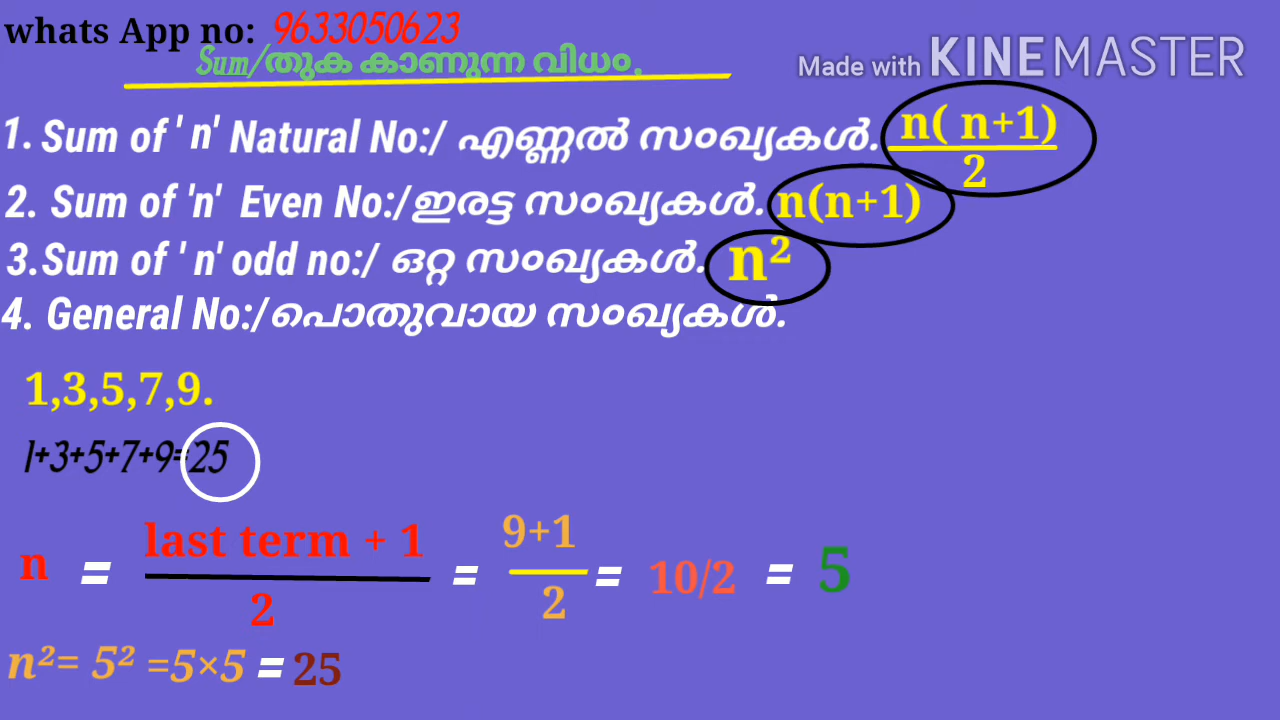 whats App no: 9633050623
Sum/തുക കാണുന്ന വിധം.
Made with KINEMASTER
1. Sum of ' n' Natural No:/ എണ്ണൽ സംഖ്യകൾ. n( n+1)
2
2. Sum of 'n' Even No:/ഇരട്ട സംഖ്യകൾ. n(n+1)
3.Sum of ' n' odd no:/ ഒറ്റ സംഖ്യകൾ. n²
4. General No:/പൊതുവായ സംഖ്യകൾ.
1,3,5,7,9.
1+3+5+7+9=25
n = last term + 1 = 9+1 = 10/2 = 5
2 2
n²= 5² =5×5 = 25